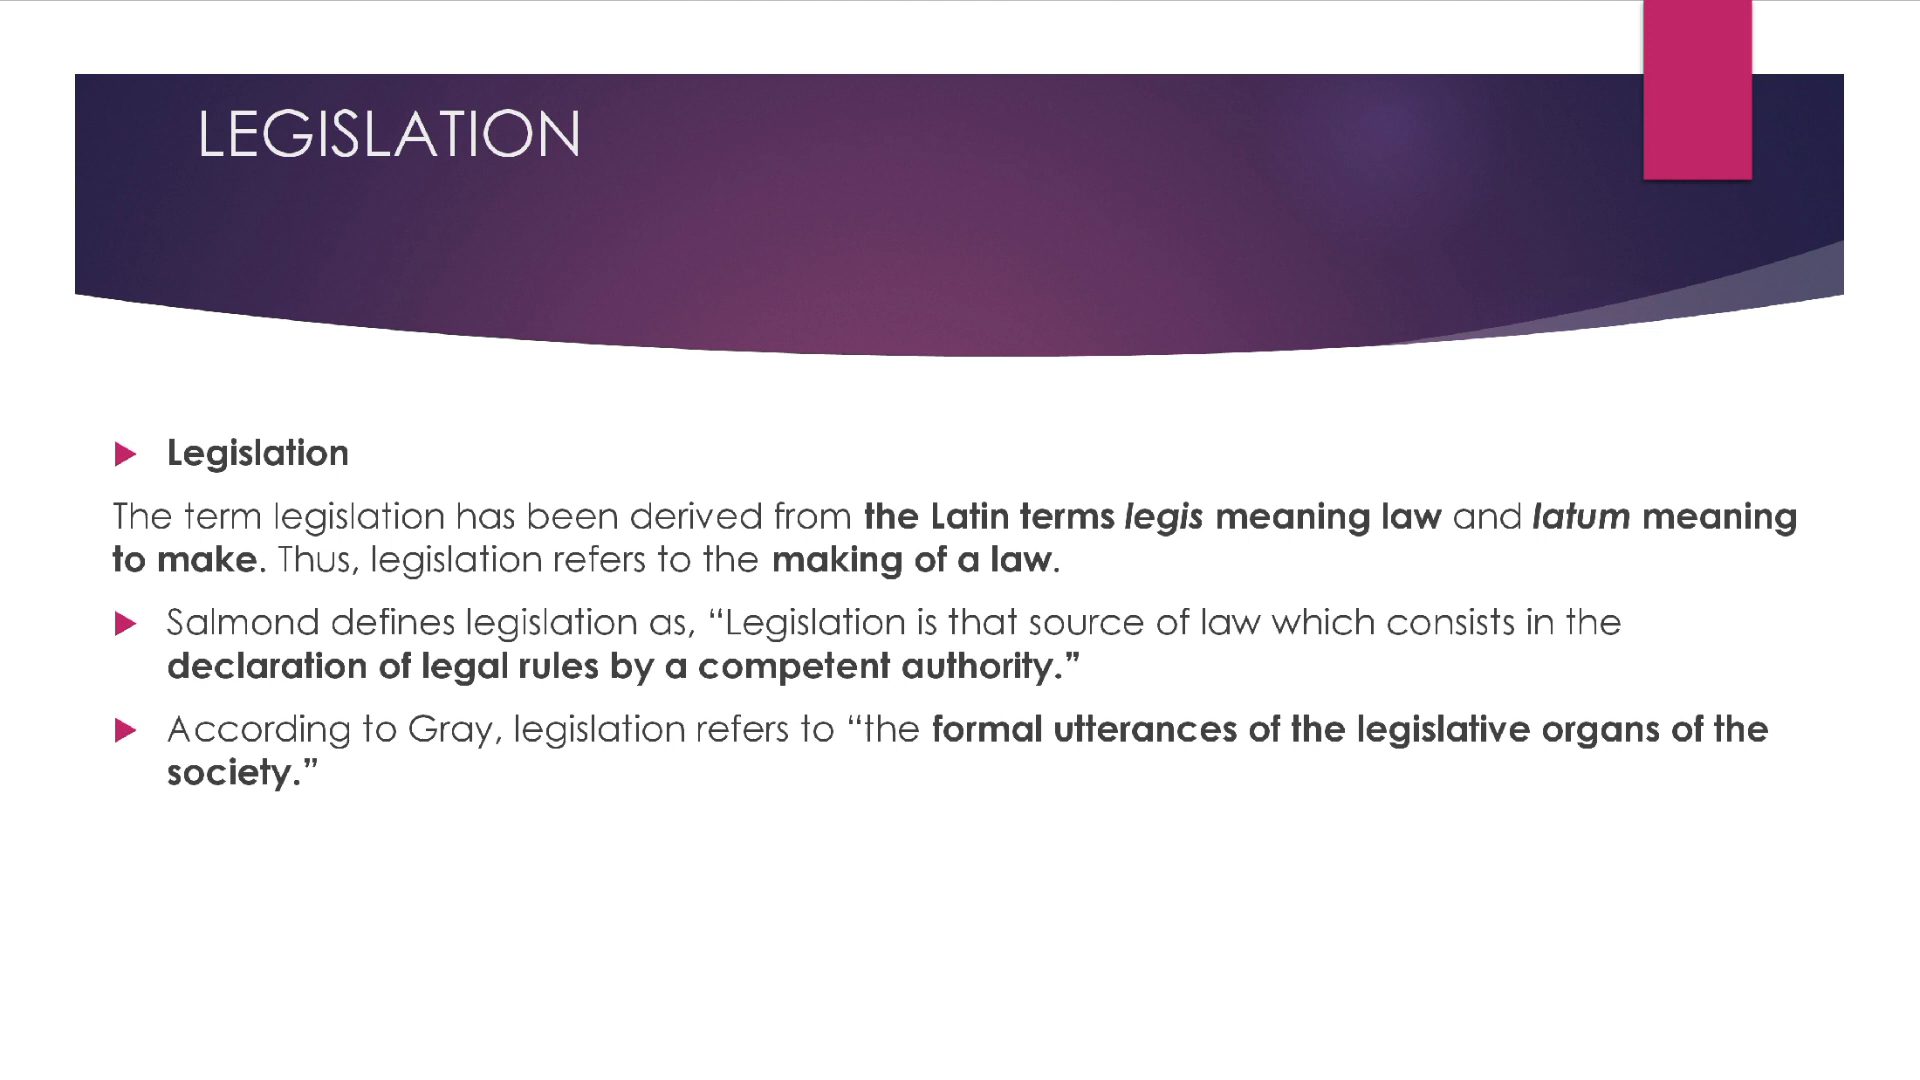 LEGISLATION
Legislation
The term legislation has been derived from the Latin terms legis meaning law and latum meaning
to make. Thus, legislation refers to the making of a law.
Salmond defines legislation as, “Legislation is that source of law which consists in the
declaration of legal rules by a competent authority.”
According to Gray, legislation refers to “the formal utterances of the legislative organs of the
society.”